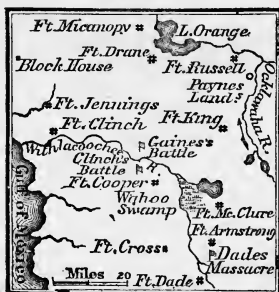 Ft. Micanopy
L. Orange
Ft. Drane
Block House
Ft. Russell
Paynes
Land g
Ocklawaha R.
Ft. Jennings
Ft. Clinch
Ft King
Withlacoochee
R.
Gaines's
Battle
Clinch's
Battle
Ft. Cooper
Wahoo
Swamp
Gulf of Mexico
Ft. Mc. Clure
Ft. Armstrong
Ft. Cross
Dades
Massacre
Miles 20
Ft. Dade